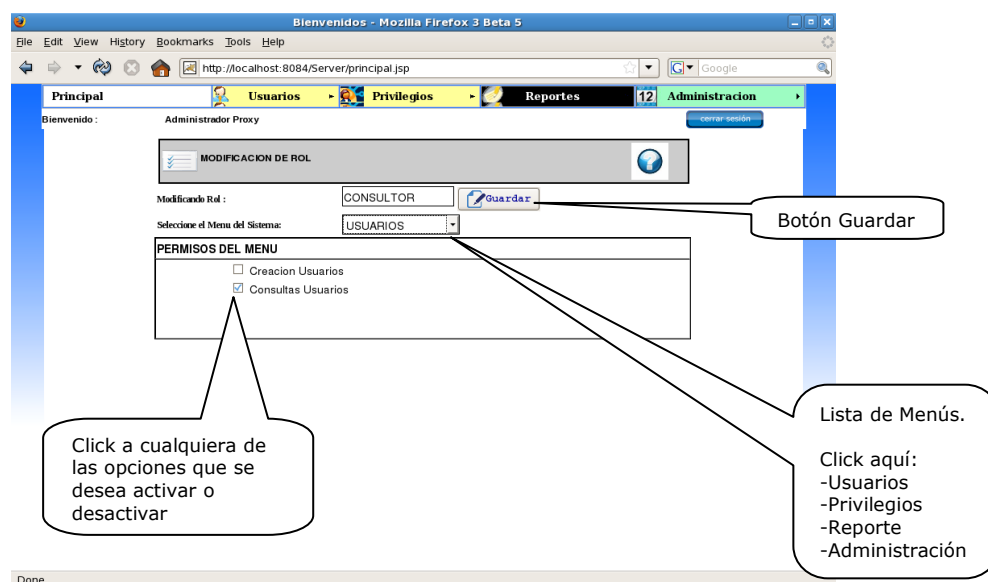 Bienvenidos - Mozilla Firefox 3 Beta 5
File Edit View History Bookmarks Tools Help
http://localhost:8084/Server/principal.jsp
G Google
Principal Usuarios Privilegios Reportes 12 Administracion
Bienvenido : Administrador Proxy cerrar sesión
MODIFICACION DE ROL ?
Modificando Rol : CONSULTOR Guardar
Botón Guardar
Seleccione el Menu del Sistema: USUARIOS
PERMISOS DEL MENU
Creacion Usuarios
Consultas Usuarios
Click a cualquiera de
las opciones que se
desea activar o
desactivar
Lista de Menús.
Click aquí:
-Usuarios
-Privilegios
-Reporte
-Administración
Done